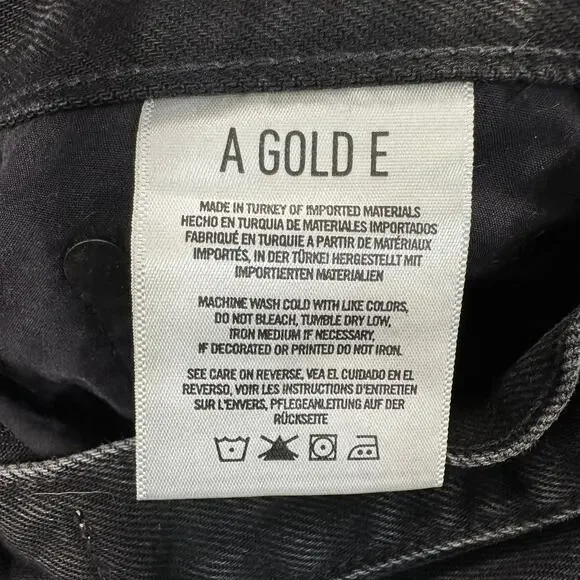 A GOLD E
MADE IN TURKEY OF IMPORTED MATERIALS
HECHO EN TURQUIA DE MATERIALES IMPORTADOS
FABRIQUÉ EN TURQUIE A PARTIR DE MATÉRIAUX
IMPORTÉS, IN DER TÜRKEI HERGESTELLT MIT
IMPORTIERTEN MATERIALIEN
MACHINE WASH COLD WITH LIKE COLORS,
DO NOT BLEACH, TUMBLE DRY LOW,
IRON MEDIUM IF NECESSARY,
IF DECORATED OR PRINTED DO NOT IRON.
SEE CARE ON REVERSE, VEA EL CUIDADO EN EL
REVERSO, VOIR LES INSTRUCTIONS D'ENTRETIEN
SUR L'ENVERS, PFLEGEANLEITUNG AUF DER
RÜCKSEITE